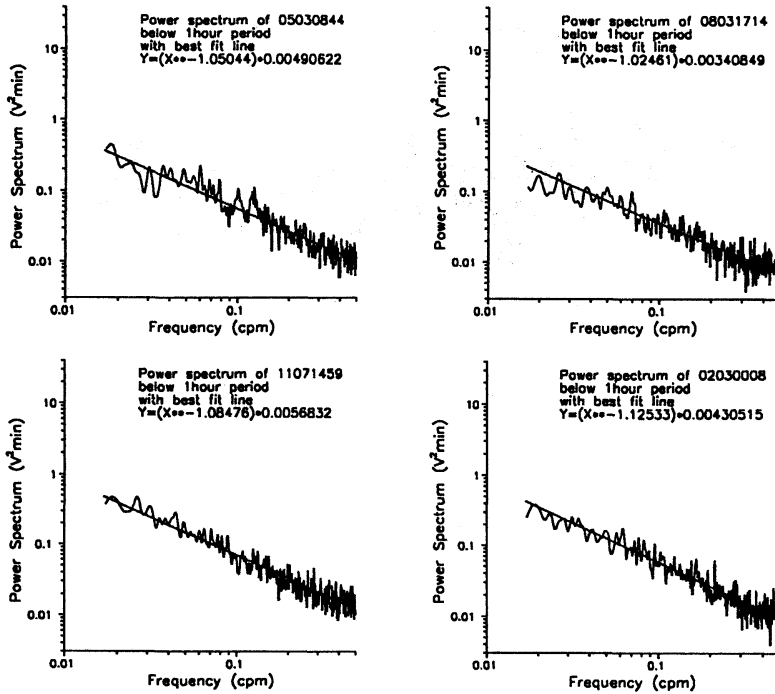 Power spectrum of 05030844
below 1hour period
with best fit line
Y=(X**-1.05044)*0.00490622
Power Spectrum (V²min)
1
0.1
0.01
0.01
0.1
Frequency (cpm)
Power spectrum of 08031714
below 1hour period
with best fit line
Y=(X**-1.02461)*0.00340849
Power Spectrum (V²min)
1
0.1
0.01
0.01
0.1
Frequency (cpm)
Power spectrum of 11071459
below 1hour period
with best fit line
Y=(X**-1.08476)*0.0056832
Power Spectrum (V²min)
1
0.1
0.01
0.01
0.1
Frequency (cpm)
Power spectrum of 02030008
below 1hour period
with best fit line
Y=(X**-1.12533)*0.00430515
Power Spectrum (V²min)
1
0.1
0.01
0.01
0.1
Frequency (cpm)